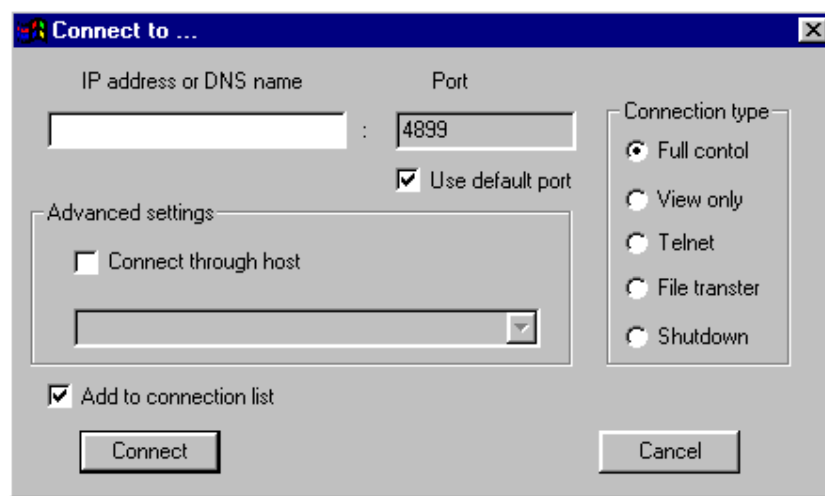 Connect to ...
IP address or DNS name
Port
:
4899
Use default port
Connection type
Full contol
View only
Telnet
File transter
Shutdown
Advanced settings
Connect through host
Add to connection list
Connect
Cancel